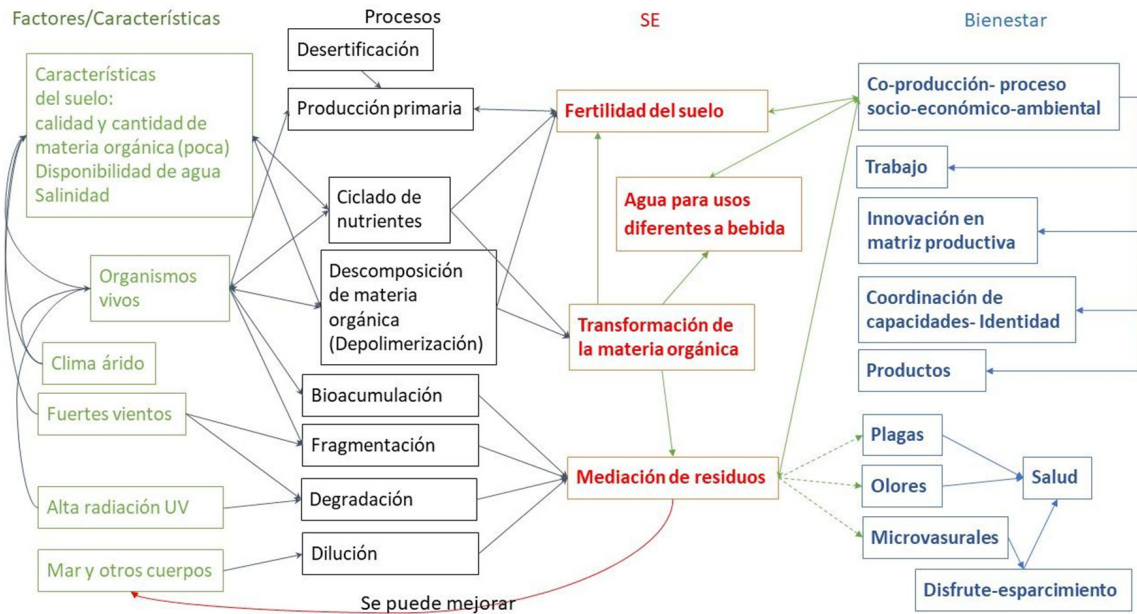 Factores/Características
Procesos
SE
Bienestar
Características
del suelo:
calidad y cantidad de
materia orgánica (poca)
Disponibilidad de agua
Salinidad
Organismos
vivos
Clima árido
Fuertes vientos
Alta radiación UV
Mar y otros cuerpos
Desertificación
Producción primaria
Ciclado de
nutrientes
Descomposición
de materia
orgánica
(Depolimerización)
Bioacumulación
Fragmentación
Degradación
Dilución
Se puede mejorar
Fertilidad del suelo
Agua para usos
diferentes a bebida
Transformación de
la materia orgánica
Mediación de residuos
Co-producción- proceso
socio-económico-ambiental
Trabajo
Innovación en
matriz productiva
Coordinación de
capacidades- Identidad
Productos
Plagas
Olores
Microvasurales
Salud
Disfrute-esparcimiento